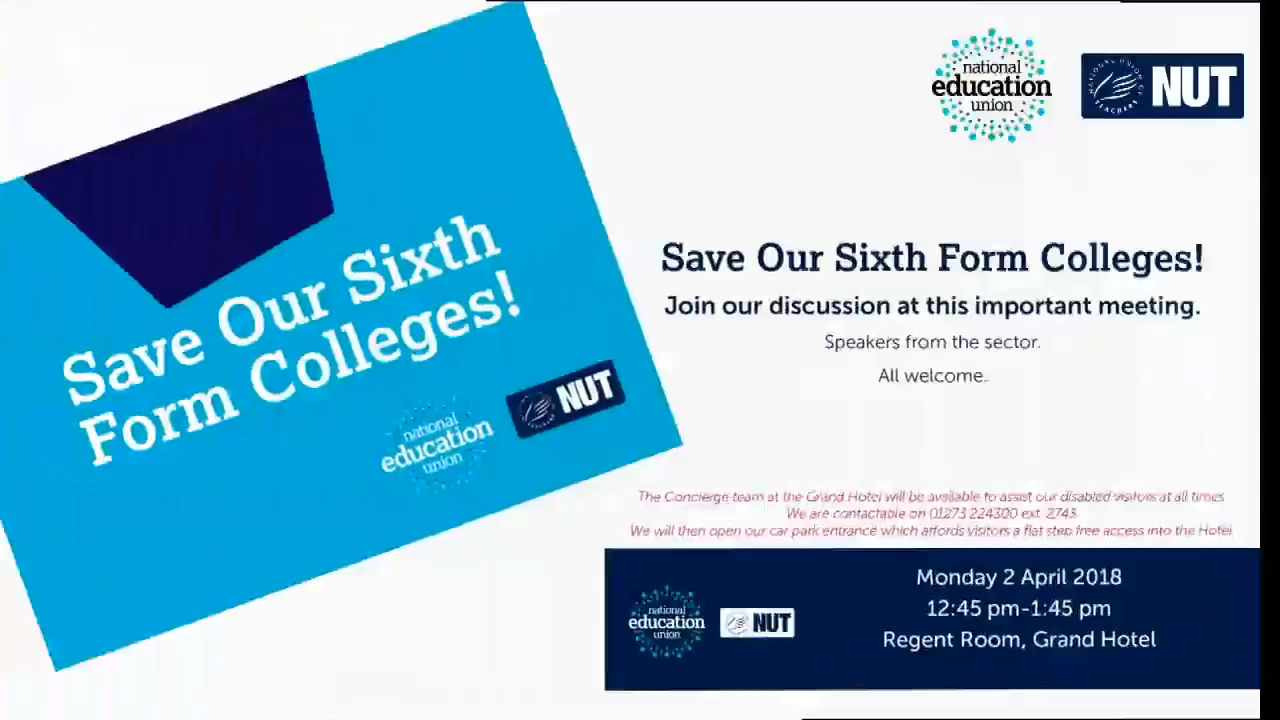 Save Our Sixth
Form Colleges!
national
education
union
NUT
national
education
union
NATIONAL UNION OF TEACHERS
NUT
Save Our Sixth Form Colleges!
Join our discussion at this important meeting.
Speakers from the sector.
All welcome.
The Concierge team at the Grand Hotel will be available to assist our disabled visitors at all times
We are contactable on 01273 224300 ext. 2743
We will then open our car park entrance which affords visitors a flat step free access into the Hotel
national
education
union
NUT
Monday 2 April 2018
12:45 pm-1:45 pm
Regent Room, Grand Hotel